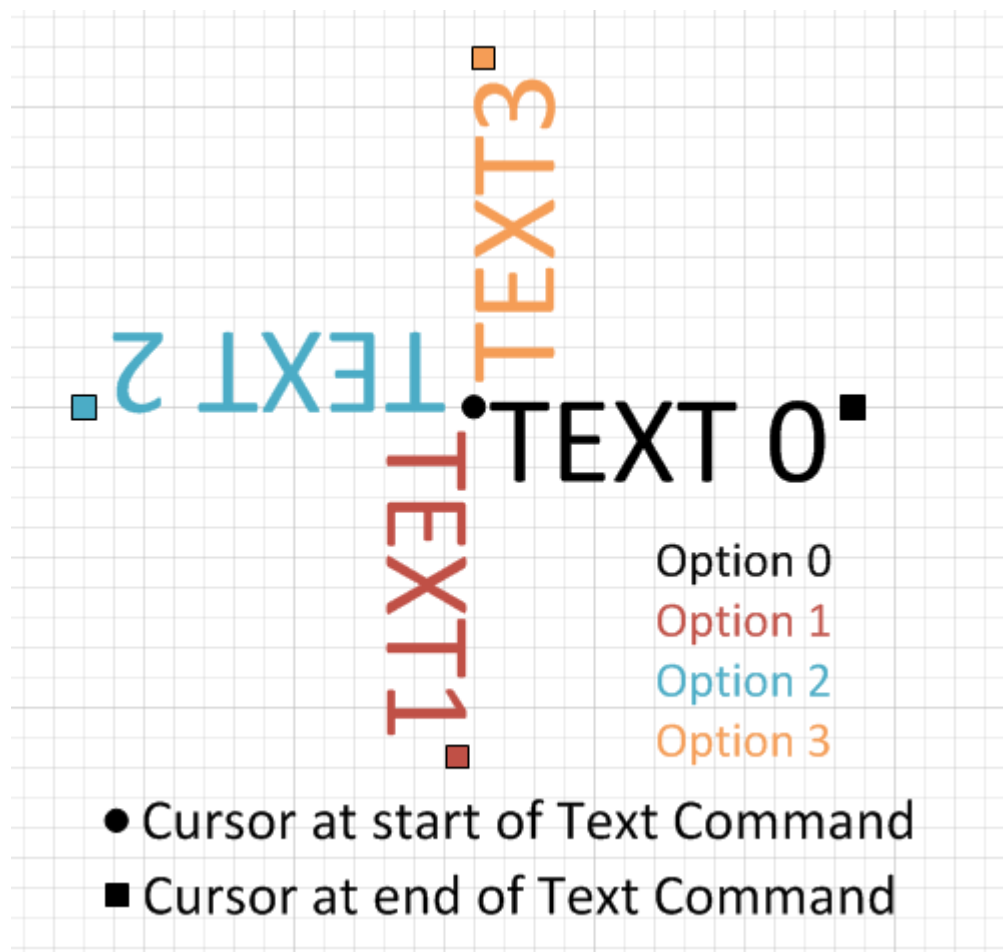 TEXT3
TEXT 2
TEXT 0
TEXT1
Option 0
Option 1
Option 2
Option 3
Cursor at start of Text Command
Cursor at end of Text Command